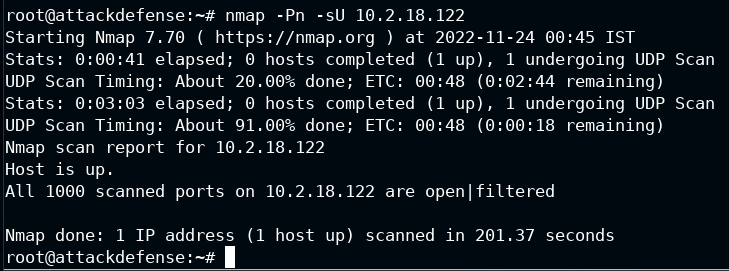 root@attackdefense:~# nmap -Pn -sU 10.2.18.122
Starting Nmap 7.70 ( https://nmap.org ) at 2022-11-24 00:45 IST
Stats: 0:00:41 elapsed; 0 hosts completed (1 up), 1 undergoing UDP Scan
UDP Scan Timing: About 20.00% done; ETC: 00:48 (0:02:44 remaining)
Stats: 0:03:03 elapsed; 0 hosts completed (1 up), 1 undergoing UDP Scan
UDP Scan Timing: About 91.00% done; ETC: 00:48 (0:00:18 remaining)
Nmap scan report for 10.2.18.122
Host is up.
All 1000 scanned ports on 10.2.18.122 are open|filtered
Nmap done: 1 IP address (1 host up) scanned in 201.37 seconds
root@attackdefense:~#